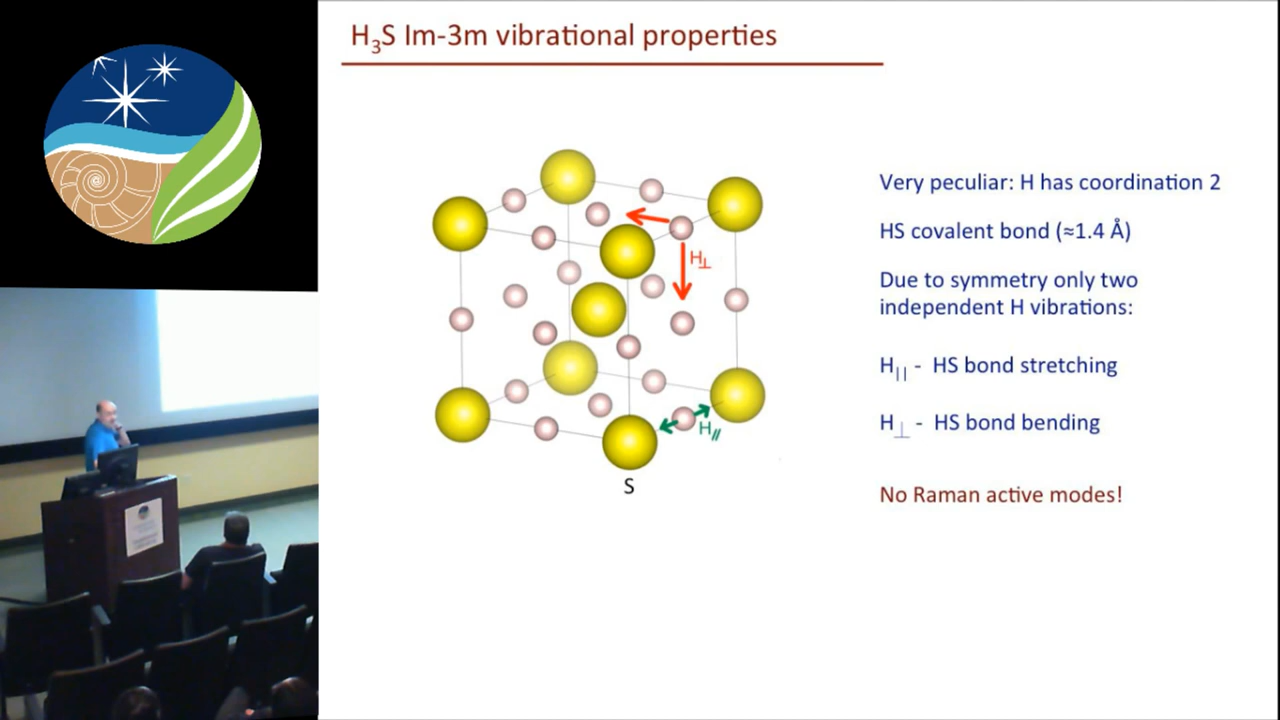 H₃S Im-3m vibrational properties
Very peculiar: H has coordination 2
HS covalent bond (≈1.4 Å)
Due to symmetry only two
independent H vibrations:
H|| - HS bond stretching
H⊥ - HS bond bending
No Raman active modes!
H⊥
H//
S